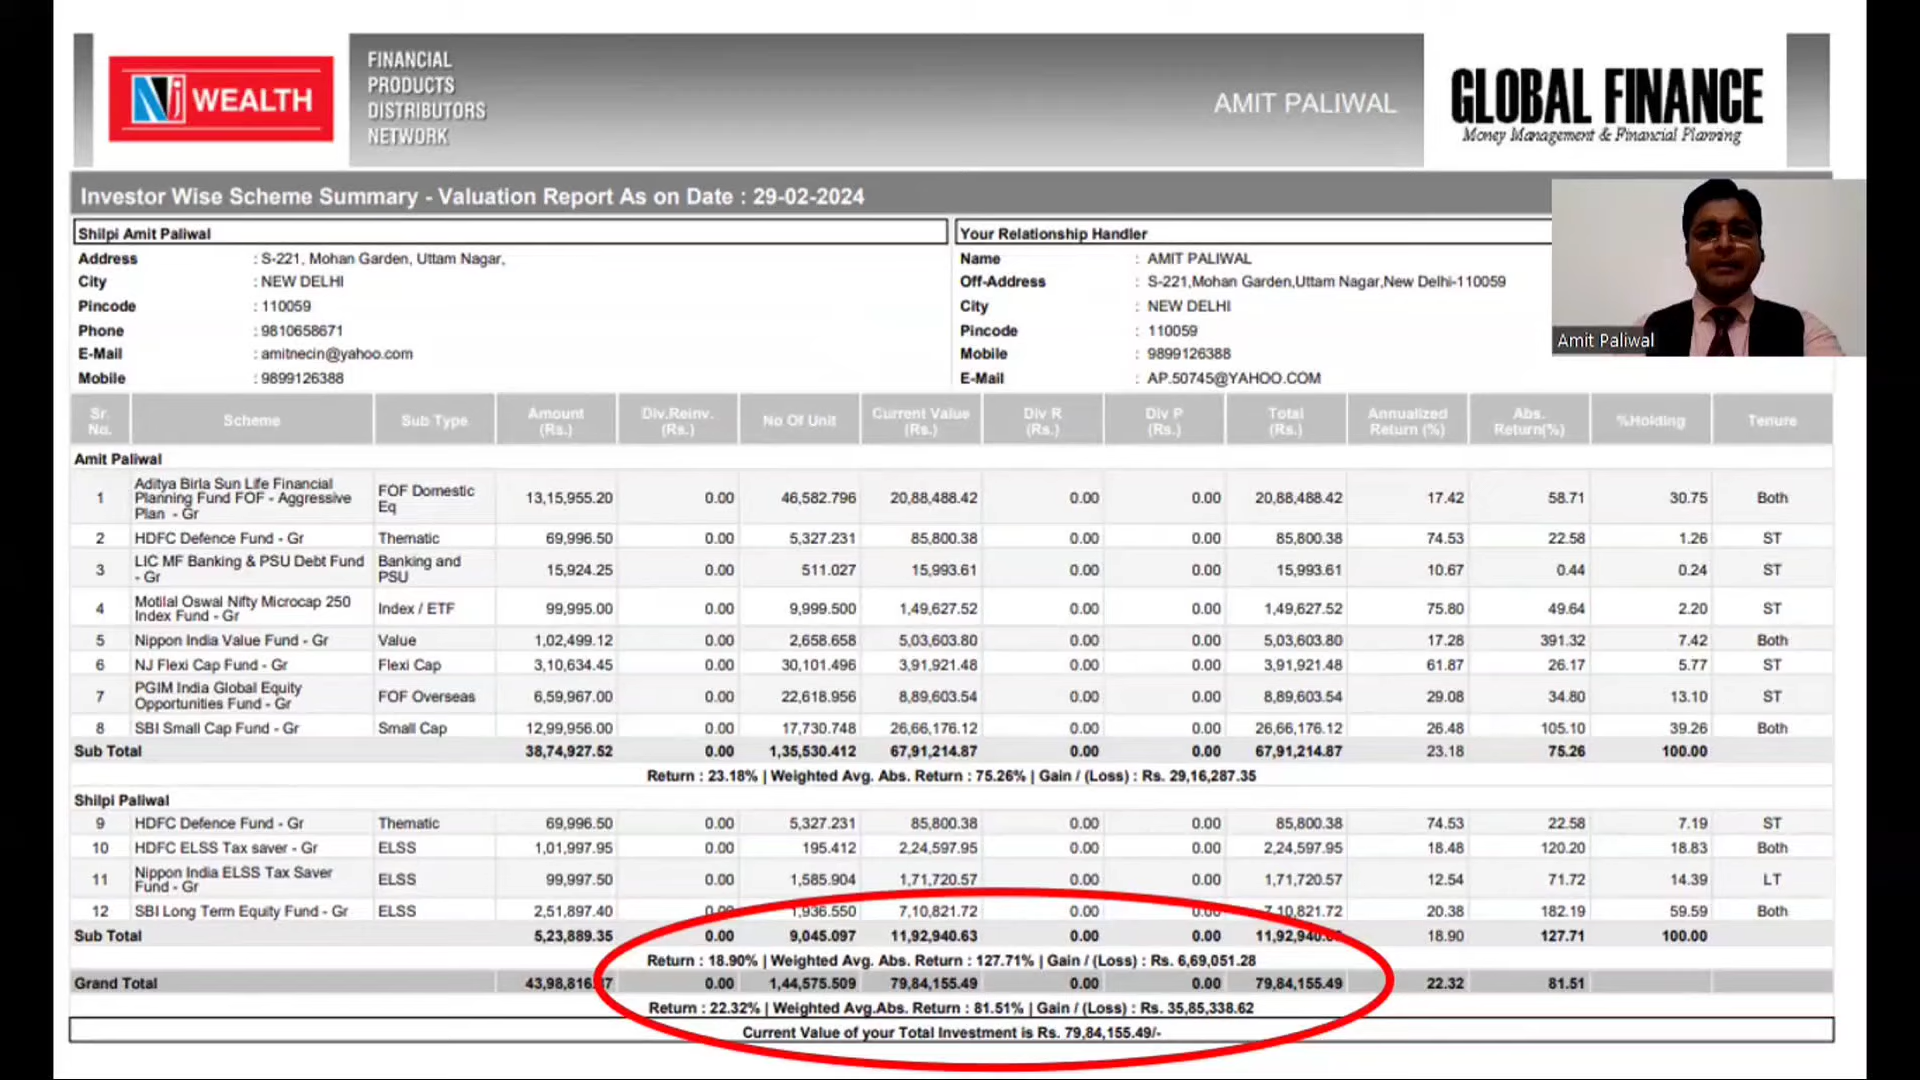 Nj WEALTH
FINANCIAL
PRODUCTS
DISTRIBUTORS
NETWORK
AMIT PALIWAL
GLOBAL FINANCE
Money Management & Financial Planning
Investor Wise Scheme Summary - Valuation Report As on Date : 29-02-2024
Shilpi Amit Paliwal
Address : S-221, Mohan Garden, Uttam Nagar,
City : NEW DELHI
Pincode : 110059
Phone : 9810658671
E-Mail : amitnecin@yahoo.com
Mobile : 9899126388
Your Relationship Handler
Name : AMIT PALIWAL
Off-Address : S-221,Mohan Garden,Uttam Nagar,New Delhi-110059
City : NEW DELHI
Pincode : 110059
Mobile : 9899126388
E-Mail : AP.50745@YAHOO.COM
Amit Paliwal
Sr. No. Scheme Sub Type Amount (Rs.) Div.Reinv. (Rs.) No Of Unit Current Value (Rs.) Div R (Rs.) Div P (Rs.) Total (Rs.) Annualized Return (%) Abs. Return(%) %Holding Tenure
Amit Paliwal
1 Aditya Birla Sun Life Financial Planning Fund FOF - Aggressive Plan - Gr FOF Domestic Eq 13,15,955.20 0.00 46,582.796 20,88,488.42 0.00 0.00 20,88,488.42 17.42 58.71 30.75 Both
2 HDFC Defence Fund - Gr Thematic 69,996.50 0.00 5,327.231 85,800.38 0.00 0.00 85,800.38 74.53 22.58 1.26 ST
3 LIC MF Banking & PSU Debt Fund - Gr Banking and PSU 15,924.25 0.00 511.027 15,993.61 0.00 0.00 15,993.61 10.67 0.44 0.24 ST
4 Motilal Oswal Nifty Microcap 250 Index Fund - Gr Index / ETF 99,995.00 0.00 9,999.500 1,49,627.52 0.00 0.00 1,49,627.52 75.80 49.64 2.20 ST
5 Nippon India Value Fund - Gr Value 1,02,499.12 0.00 2,658.658 5,03,603.80 0.00 0.00 5,03,603.80 17.28 391.32 7.42 Both
6 NJ Flexi Cap Fund - Gr Flexi Cap 3,10,634.45 0.00 30,101.496 3,91,921.48 0.00 0.00 3,91,921.48 61.87 26.17 5.77 ST
7 PGIM India Global Equity Opportunities Fund - Gr FOF Overseas 6,59,967.00 0.00 22,618.956 8,89,603.54 0.00 0.00 8,89,603.54 29.08 34.80 13.10 ST
8 SBI Small Cap Fund - Gr Small Cap 12,99,956.00 0.00 17,730.748 26,66,176.12 0.00 0.00 26,66,176.12 26.48 105.10 39.26 Both
Sub Total 38,74,927.52 0.00 1,35,530.412 67,91,214.87 0.00 0.00 67,91,214.87 23.18 75.26 100.00
Return : 23.18% | Weighted Avg. Abs. Return : 75.26% | Gain / (Loss) : Rs. 29,16,287.35
Shilpi Paliwal
9 HDFC Defence Fund - Gr Thematic 69,996.50 0.00 5,327.231 85,800.38 0.00 0.00 85,800.38 74.53 22.58 7.19 ST
10 HDFC ELSS Tax saver - Gr ELSS 1,01,997.95 0.00 195.412 2,24,597.95 0.00 0.00 2,24,597.95 18.48 120.20 18.83 Both
11 Nippon India ELSS Tax Saver Fund - Gr ELSS 99,997.50 0.00 1,585.904 1,71,720.57 0.00 0.00 1,71,720.57 12.54 71.72 14.39 LT
12 SBI Long Term Equity Fund - Gr ELSS 2,51,897.40 0.00 1,936.550 7,10,821.72 0.00 0.00 7,10,821.72 20.38 182.19 59.59 Both
Sub Total 5,23,889.35 0.00 9,045.097 11,92,940.63 0.00 0.00 18.90 127.71 100.00
Return : 18.90% | Weighted Avg. Abs. Return : 127.71% | Gain / (Loss) : Rs. 6,69,051.28
Grand Total 0.00 1,44,575.509 79,84,155.49 0.00 0.00 79,84,155.49 22.32 81.51
Return : 22.32% | Weighted Avg.Abs. Return : 81.51% | Gain / (Loss) : Rs. 35,85,338.62
Current Value of your Total Investment is Rs. 79,84,155.49/-